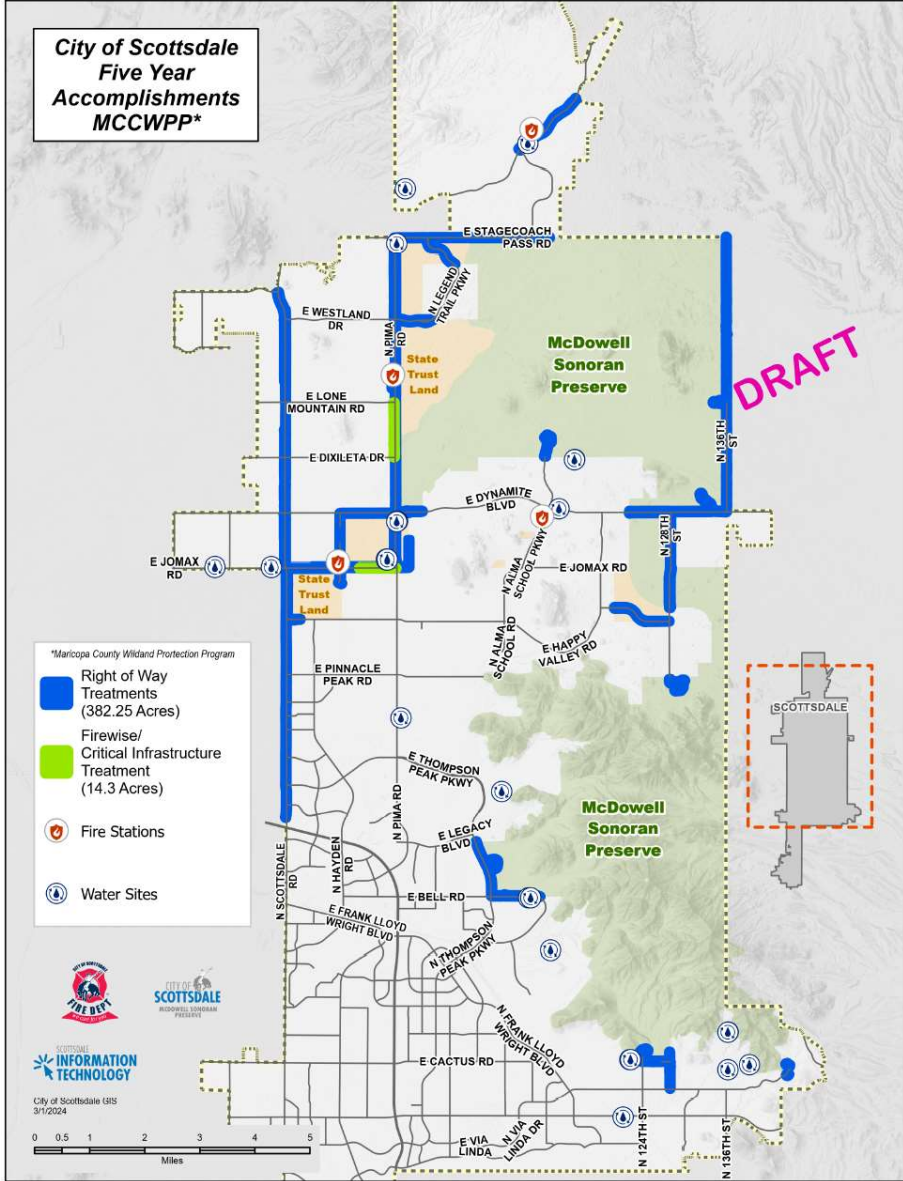 City of Scottsdale
Five Year
Accomplishments
MCCWPP*
E STAGECOACH
PASS RD
N LEGEND
TRAIL PKWY
E WESTLAND
DR
N PIMA
RD
State
Trust
Land
McDowell
Sonoran
Preserve
DRAFT
E LONE
MOUNTAIN RD
N 136TH
ST
E DIXILETA DR
E DYNAMITE
BLVD
N 128TH
ST
E JOMAX
RD
N ALMA
SCHOOL PKWY
E JOMAX RD
State
Trust
Land
N ALMA
SCHOOL RD
E HAPPY
VALLEY RD
*Maricopa County Wildland Prortection Program
Right of Way
Treatments
(382.25 Acres)
Firewise/
Critical Infrastructure
Treatment
(14.3 Acres)
Fire Stations
Water Sites
E PINNACLE
PEAK RD
SCOTTSDALE
E THOMPSON
PEAK PKWY
N PIMA RD
McDowell
Sonoran
Preserve
E LEGACY
BLVD
N SCOTTSDALE
RD
N HAYDEN
RD
E BELL RD
E FRANK LLOYD
WRIGHT BLVD
N THOMPSON
PEAK PKWY
N FRANK LLOYD
WRIGHT BLVD
CITY OF SCOTTSDALE
FIRE DEPT
CITY OF
SCOTTSDALE
MCDOWELL SONORAN
PRESERVE
SCOTTSDALE
INFORMATION
TECHNOLOGY
E CACTUS RD
City of Scottsdale GIS
3/1/2024
0 0.5 1 2 3 4 5
Miles
E VIA
LINDA
N VIA
LINDA DR
N 124TH ST
N 136TH ST